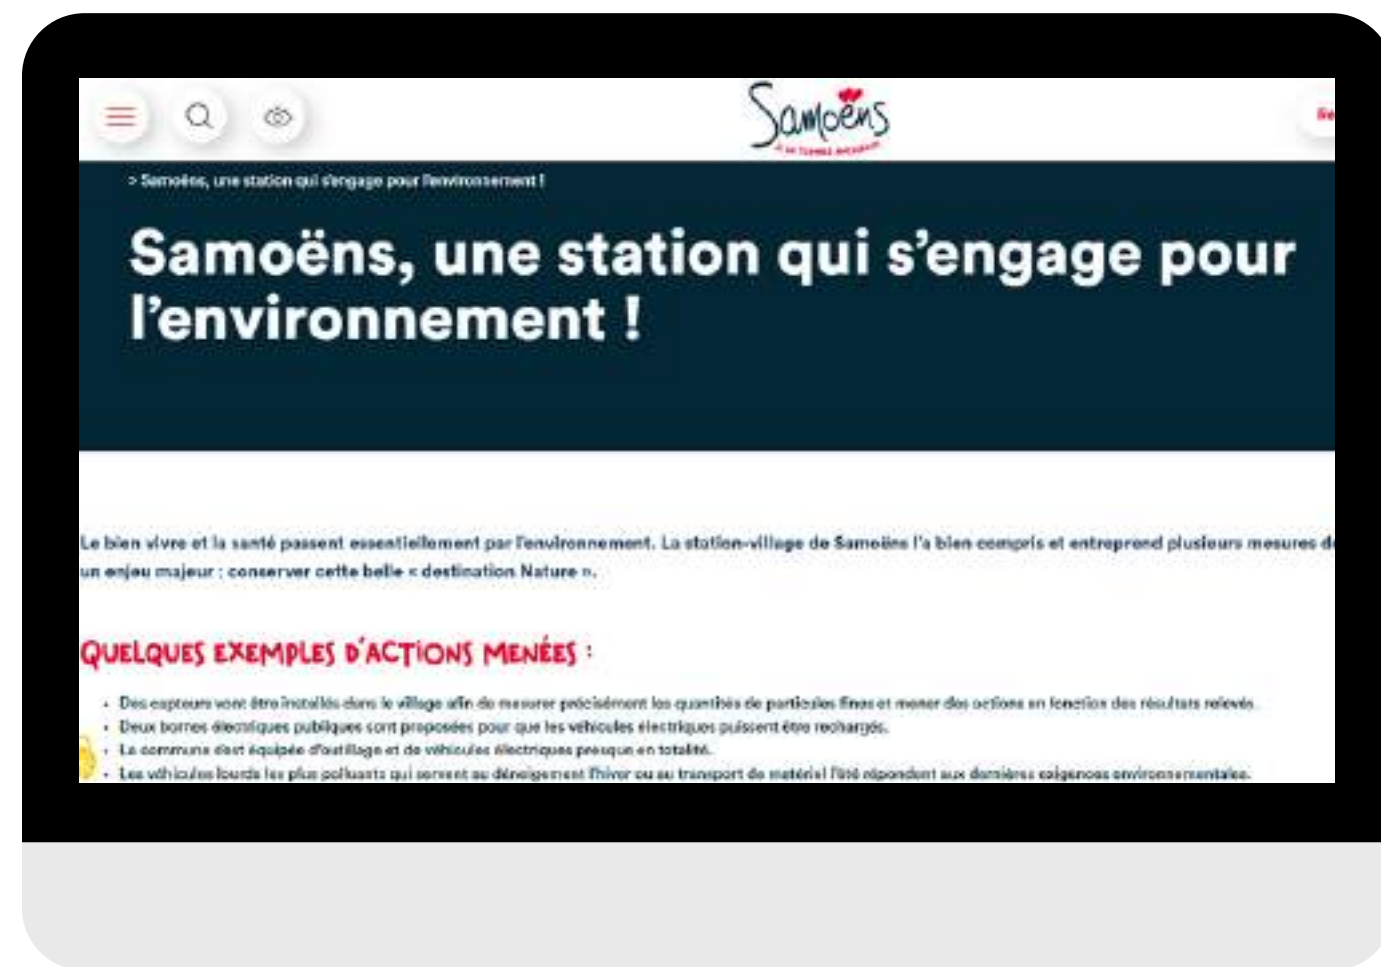 Samoëns
> Samoëns, une station qui s'engage pour l'environnement !
Samoëns, une station qui s’engage pour
l’environnement !
Le bien vivre et la santé passent essentiellement par l'environnement. La station-village de Samoëns l'a bien compris et entreprend plusieurs mesures
un enjeu majeur : conserver cette belle « destination Nature ».
QUELQUES EXEMPLES D'ACTIONS MENÉES :
• Des capteurs vont être installés dans le village afin de mesurer précisément les quantités de particules fines et mener des actions en fonction des résultats relevés.
• Deux bornes électriques publiques sont proposées pour que les véhicules électriques puissent être rechargés.
• La commune s'est équipée d'outillage et de véhicules électriques presque en totalité.
• Les véhicules lourds les plus polluants qui servent au déneigement l'hiver ou au transport de matériel l'été répondent aux dernières exigences environnementales.